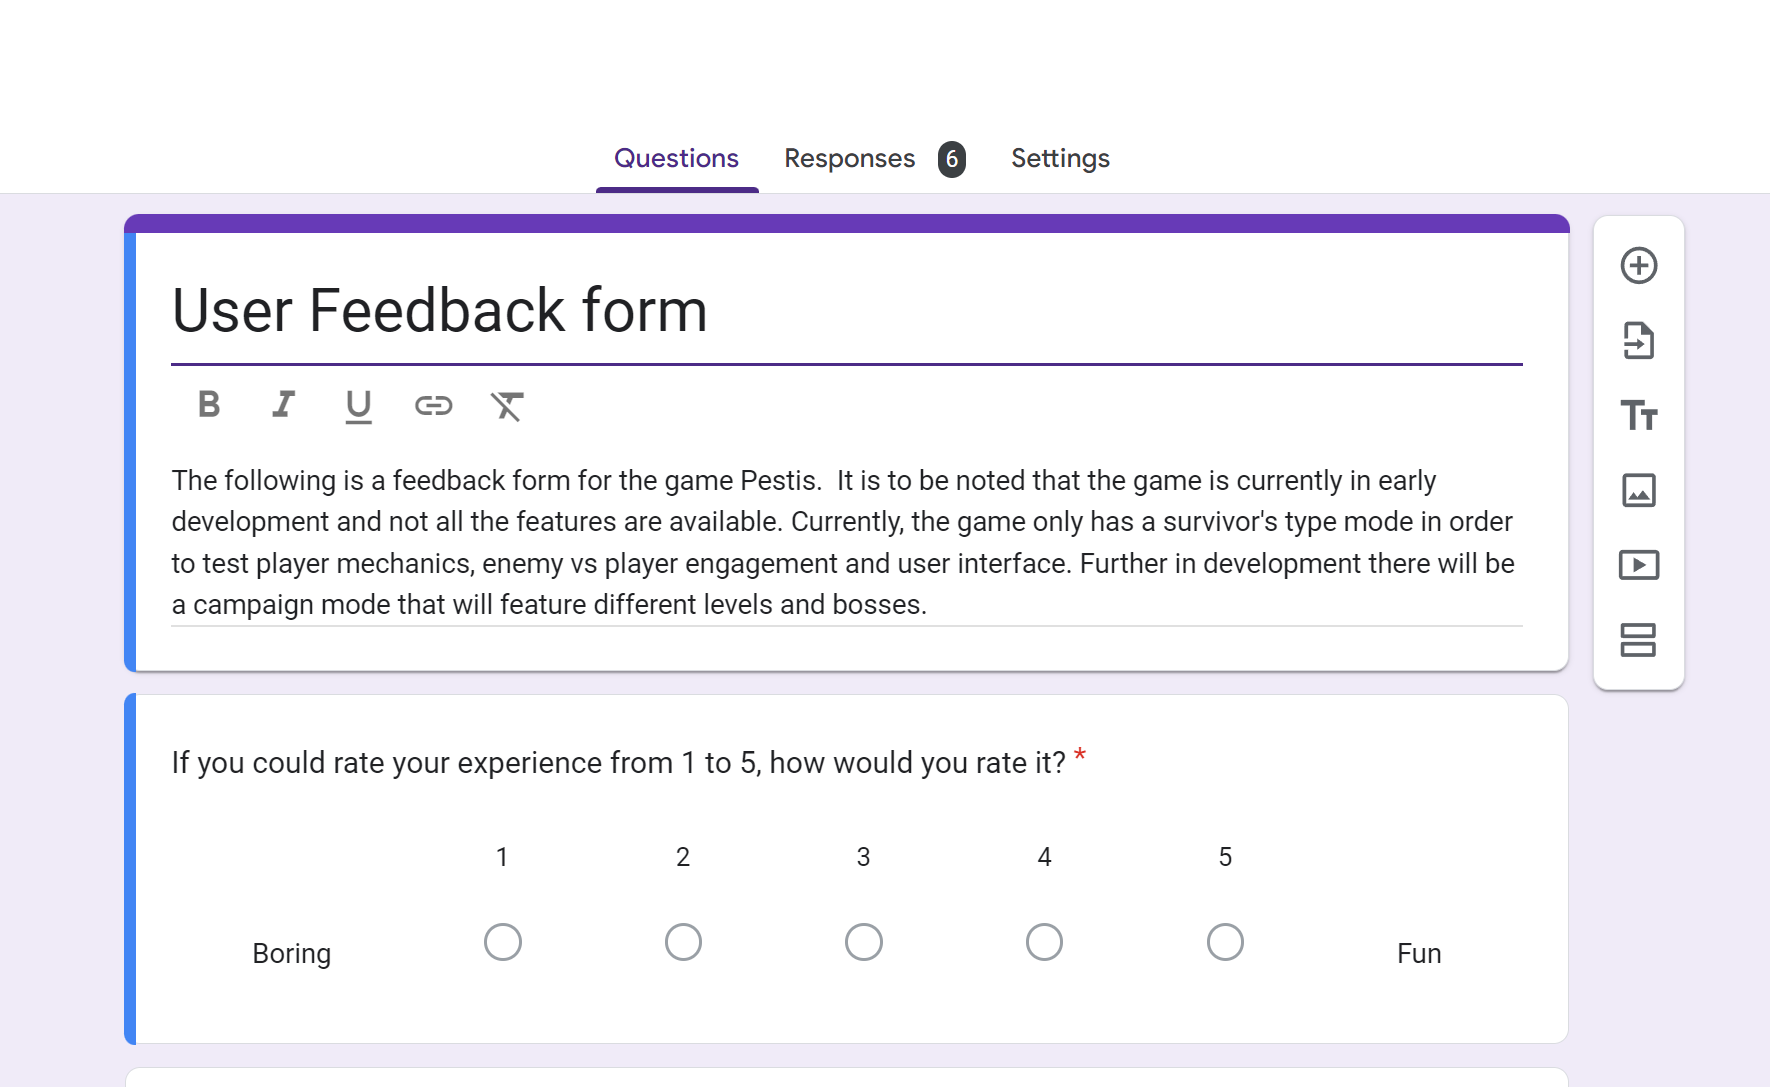 Questions Responses 6 Settings
User Feedback form
B I U
The following is a feedback form for the game Pestis.  It is to be noted that the game is currently in early
development and not all the features are available. Currently, the game only has a survivor's type mode in order
to test player mechanics, enemy vs player engagement and user interface. Further in development there will be
a campaign mode that will feature different levels and bosses.
If you could rate your experience from 1 to 5, how would you rate it? *
1 2 3 4 5
Boring Fun